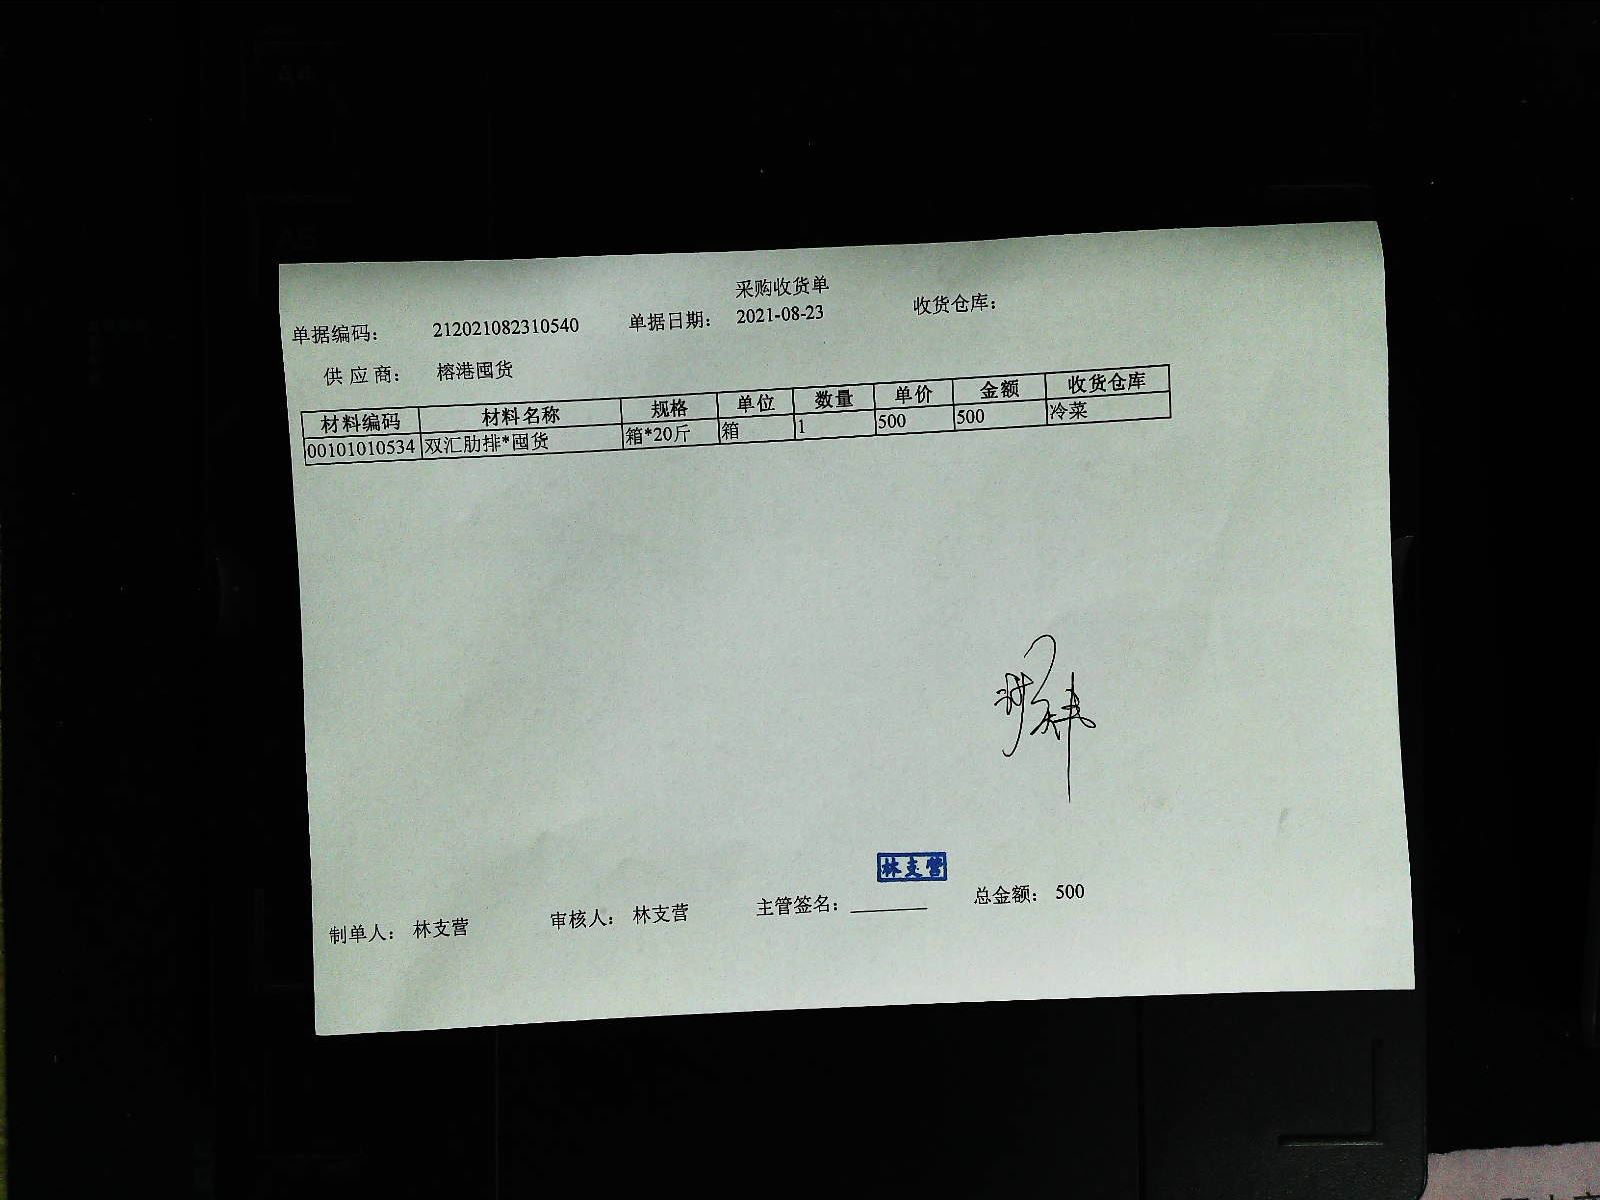 采购收货单
单据编码: 212021082310540 单据日期: 2021-08-23 收货仓库:
供应商: 榕港囤货
材料编码 材料名称 规格 单位 数量 单价 金额 收货仓库
00101010534 双汇肋排*囤货 箱*20斤 箱 1 500 500 冷菜
林支营
制单人: 林支营 审核人: 林支营 主管签名: 总金额: 500